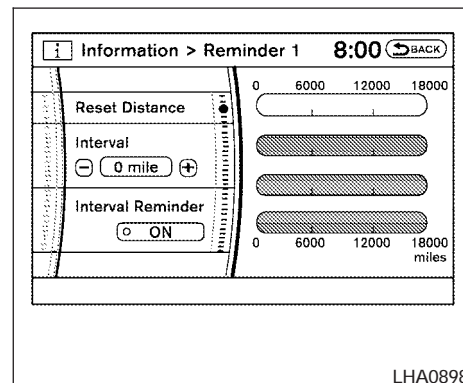 i Information > Reminder 1 8:00 BACK
0 6000 12000 18000
Reset Distance
Interval
0 mile
Interval Reminder
ON
0 6000 12000 18000
miles
LHA0898